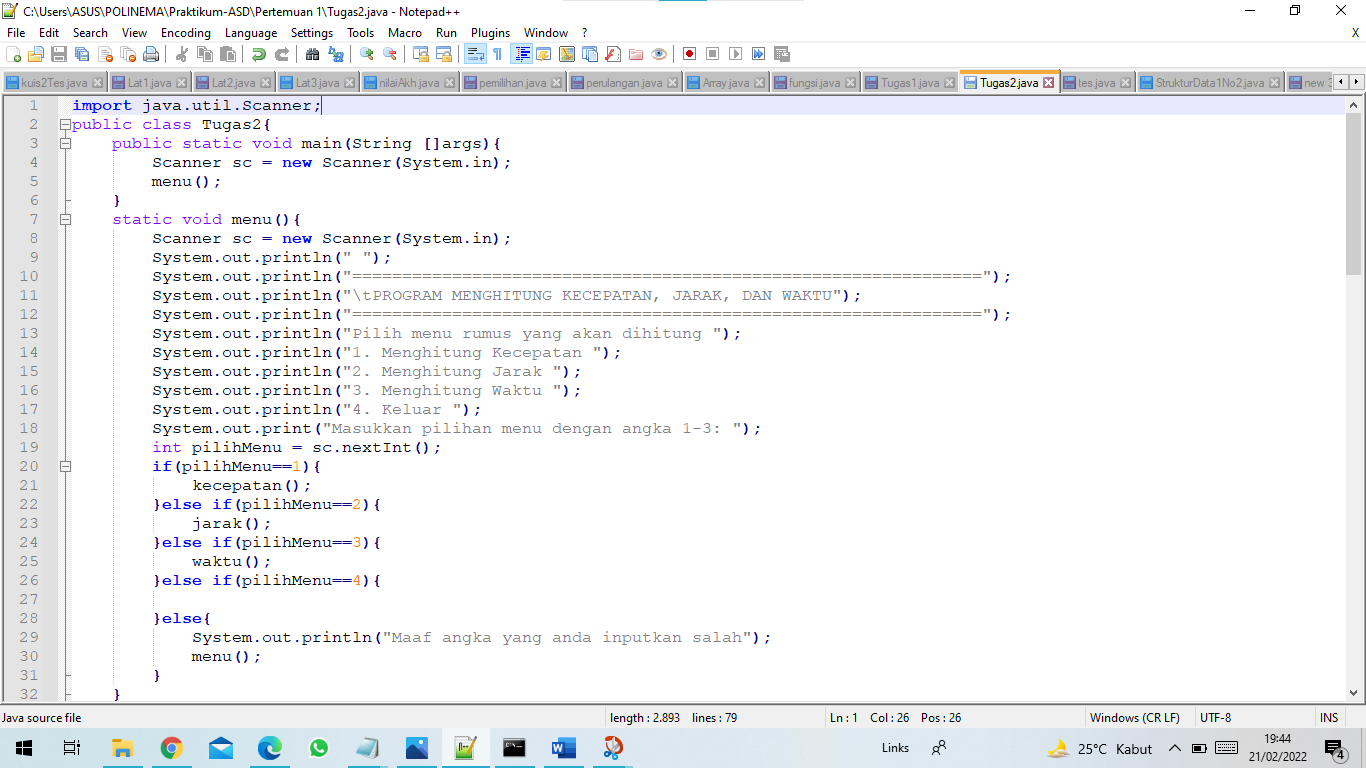 C:\Users\ASUS\POLINEMA\Praktikum-ASD\Pertemuan 1\Tugas2.java - Notepad++
File Edit Search View Encoding Language Settings Tools Macro Run Plugins Window ? X
kuis2Tes.java Lat1.java Lat2.java Lat3.java nilaiAkh.java pemilihan.java perulangan.java Array.java fungsi.java Tugas1.java Tugas2.java tes.java StrukturData1No2.java new 3
1 import java.util.Scanner;
2 public class Tugas2{
3 public static void main(String []args){
4 Scanner sc = new Scanner(System.in);
5 menu();
6 }
7 static void menu(){
8 Scanner sc = new Scanner(System.in);
9 System.out.println(" ");
10 System.out.println("===============================================================");
11 System.out.println("\tPROGRAM MENGHITUNG KECEPATAN, JARAK, DAN WAKTU");
12 System.out.println("===============================================================");
13 System.out.println("Pilih menu rumus yang akan dihitung ");
14 System.out.println("1. Menghitung Kecepatan ");
15 System.out.println("2. Menghitung Jarak ");
16 System.out.println("3. Menghitung Waktu ");
17 System.out.println("4. Keluar ");
18 System.out.print("Masukkan pilihan menu dengan angka 1-3: ");
19 int pilihMenu = sc.nextInt();
20 if(pilihMenu==1){
21 kecepatan();
22 }else if(pilihMenu==2){
23 jarak();
24 }else if(pilihMenu==3){
25 waktu();
26 }else if(pilihMenu==4){
27
28 }else{
29 System.out.println("Maaf angka yang anda inputkan salah");
30 menu();
31 }
32 }
Java source file length : 2.893 lines : 79 Ln : 1 Col : 26 Pos : 26 Windows (CR LF) UTF-8 INS
Links 25°C Kabut 19:44
21/02/2022 4